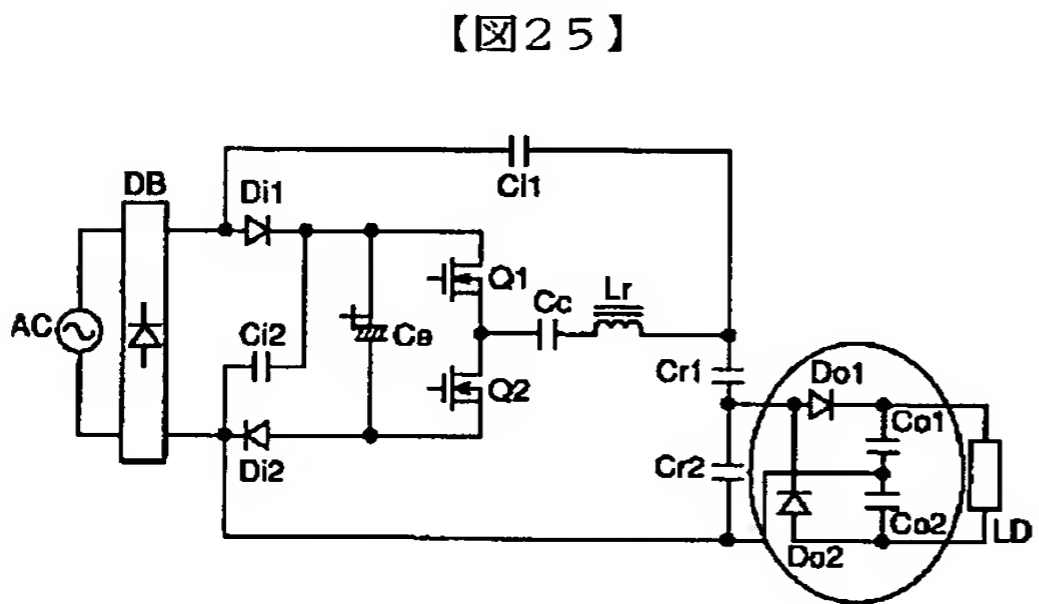 【図25】
Ci1
DB
Di1
Q1
Cc
Lr
AC
Ci2
Ce
Cr1
Do1
Q2
Co1
Di2
Cr2
Co2
LD
Do2